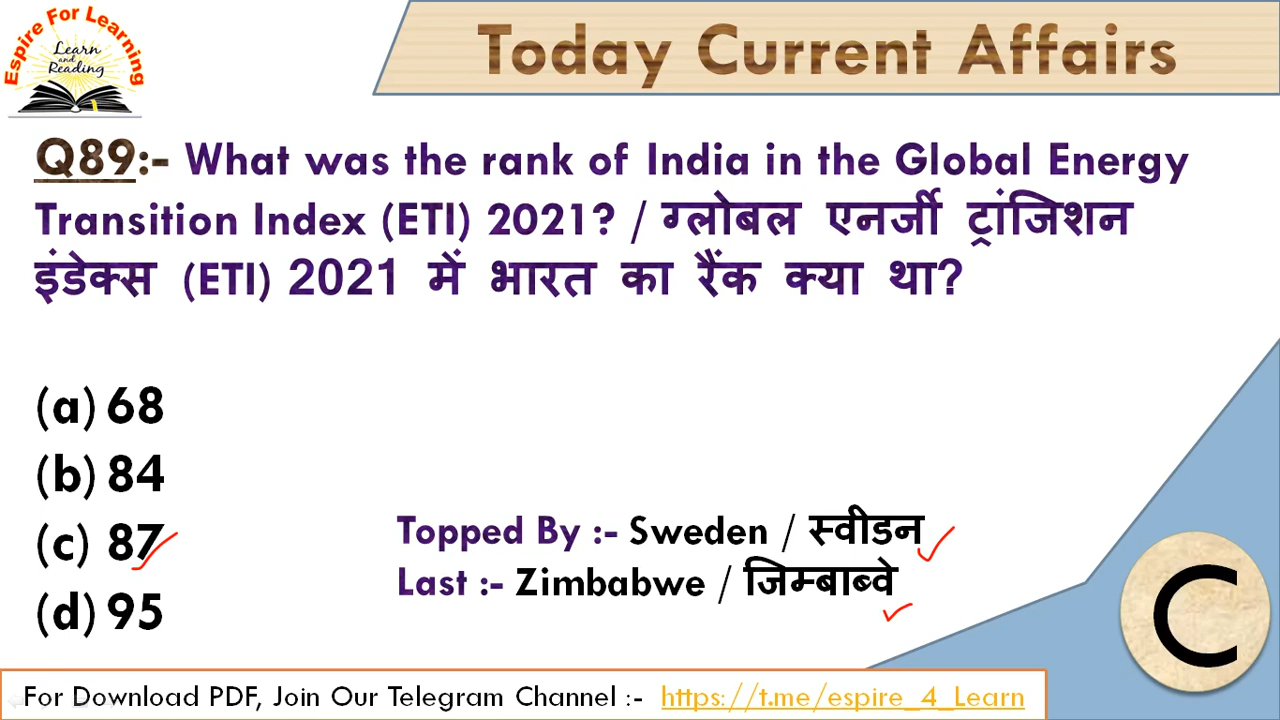 Espire For Learning
Learn
and
Reading
Today Current Affairs
Q89:- What was the rank of India in the Global Energy
Transition Index (ETI) 2021? / ग्लोबल एनर्जी ट्रांजिशन
इंडेक्स (ETI) 2021 में भारत का रैंक क्या था?
(a) 68
(b) 84
(c) 87
(d) 95
Topped By :- Sweden / स्वीडन
Last :- Zimbabwe / जिम्बाब्वे
C
For Download PDF, Join Our Telegram Channel :- https://t.me/espire_4_Learn